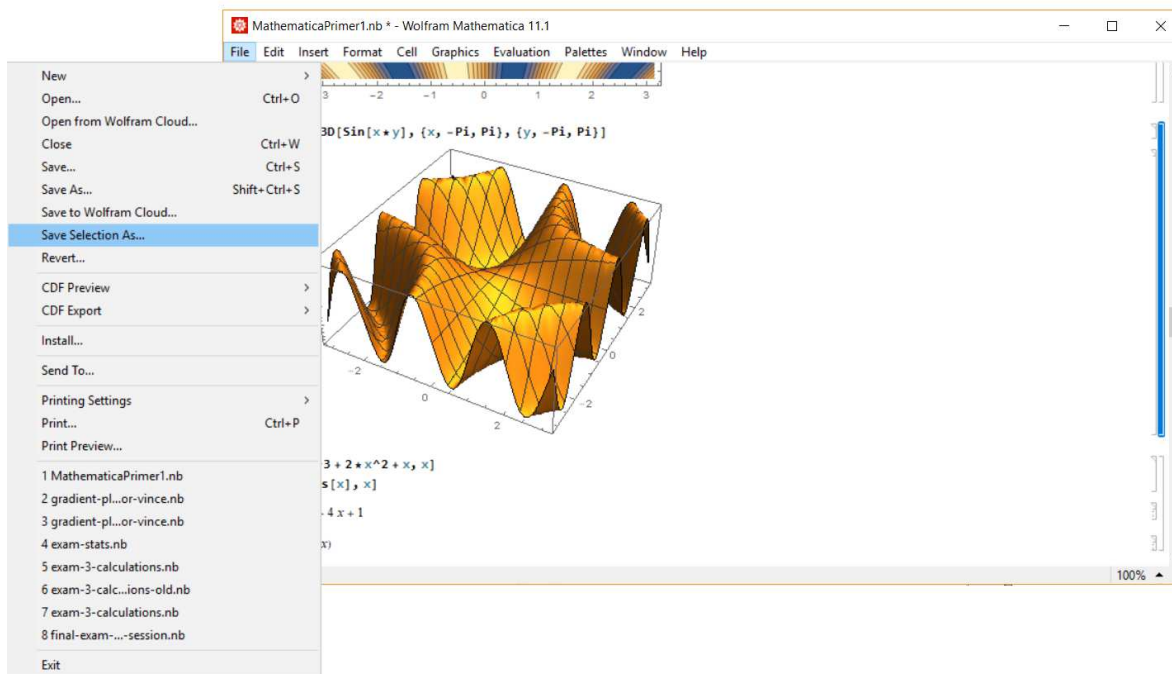 MathematicaPrimer1.nb * - Wolfram Mathematica 11.1
File Edit Insert Format Cell Graphics Evaluation Palettes Window Help
New
Open... Ctrl+O
Open from Wolfram Cloud...
Close Ctrl+W
Save... Ctrl+S
Save As... Shift+Ctrl+S
Save to Wolfram Cloud...
Save Selection As...
Revert...
CDF Preview
CDF Export
Install...
Send To...
Printing Settings
Print... Ctrl+P
Print Preview...
1 MathematicaPrimer1.nb
2 gradient-pl...or-vince.nb
3 gradient-pl...or-vince.nb
4 exam-stats.nb
5 exam-3-calculations.nb
6 exam-3-calc...ions-old.nb
7 exam-3-calculations.nb
8 final-exam-...-session.nb
Exit
3 -2 -1 0 1 2 3
3D[Sin[x*y], {x, -Pi, Pi}, {y, -Pi, Pi}]
2
0
-2
-2
0
2
3 + 2*x^2 + x, x]
s[x], x]
4 x + 1
x)
100%